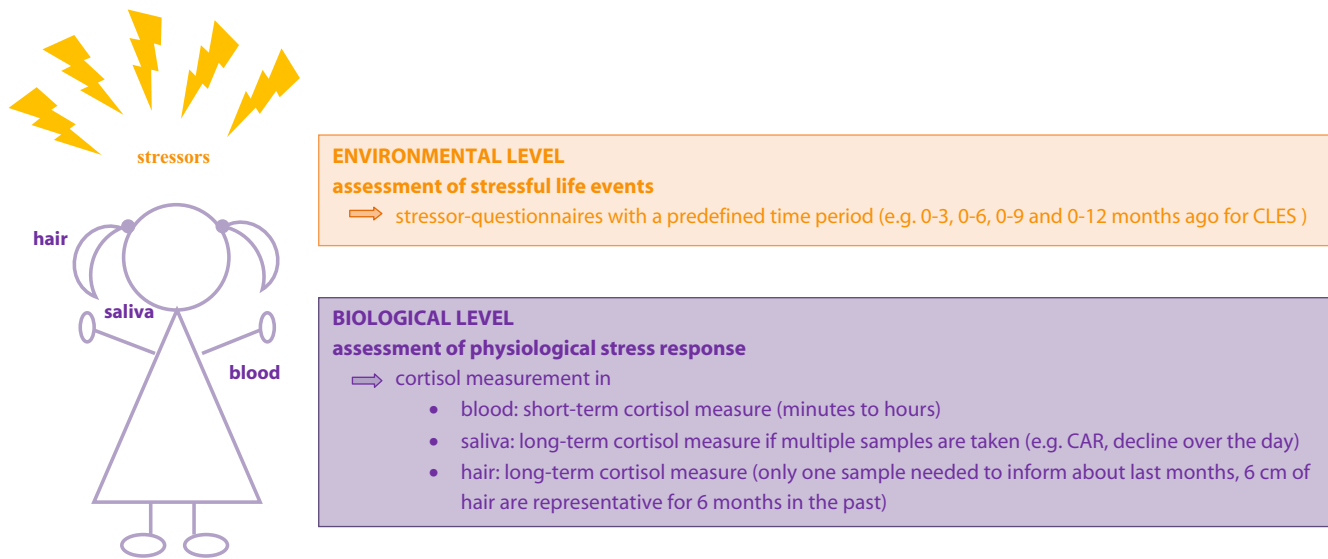 stressors
hair
saliva
blood
ENVIRONMENTAL LEVEL
assessment of stressful life events
stressor-questionnaires with a predefined time period (e.g. 0-3, 0-6, 0-9 and 0-12 months ago for CLES )
BIOLOGICAL LEVEL
assessment of physiological stress response
cortisol measurement in
• blood: short-term cortisol measure (minutes to hours)
• saliva: long-term cortisol measure if multiple samples are taken (e.g. CAR, decline over the day)
• hair: long-term cortisol measure (only one sample needed to inform about last months, 6 cm of
hair are representative for 6 months in the past)